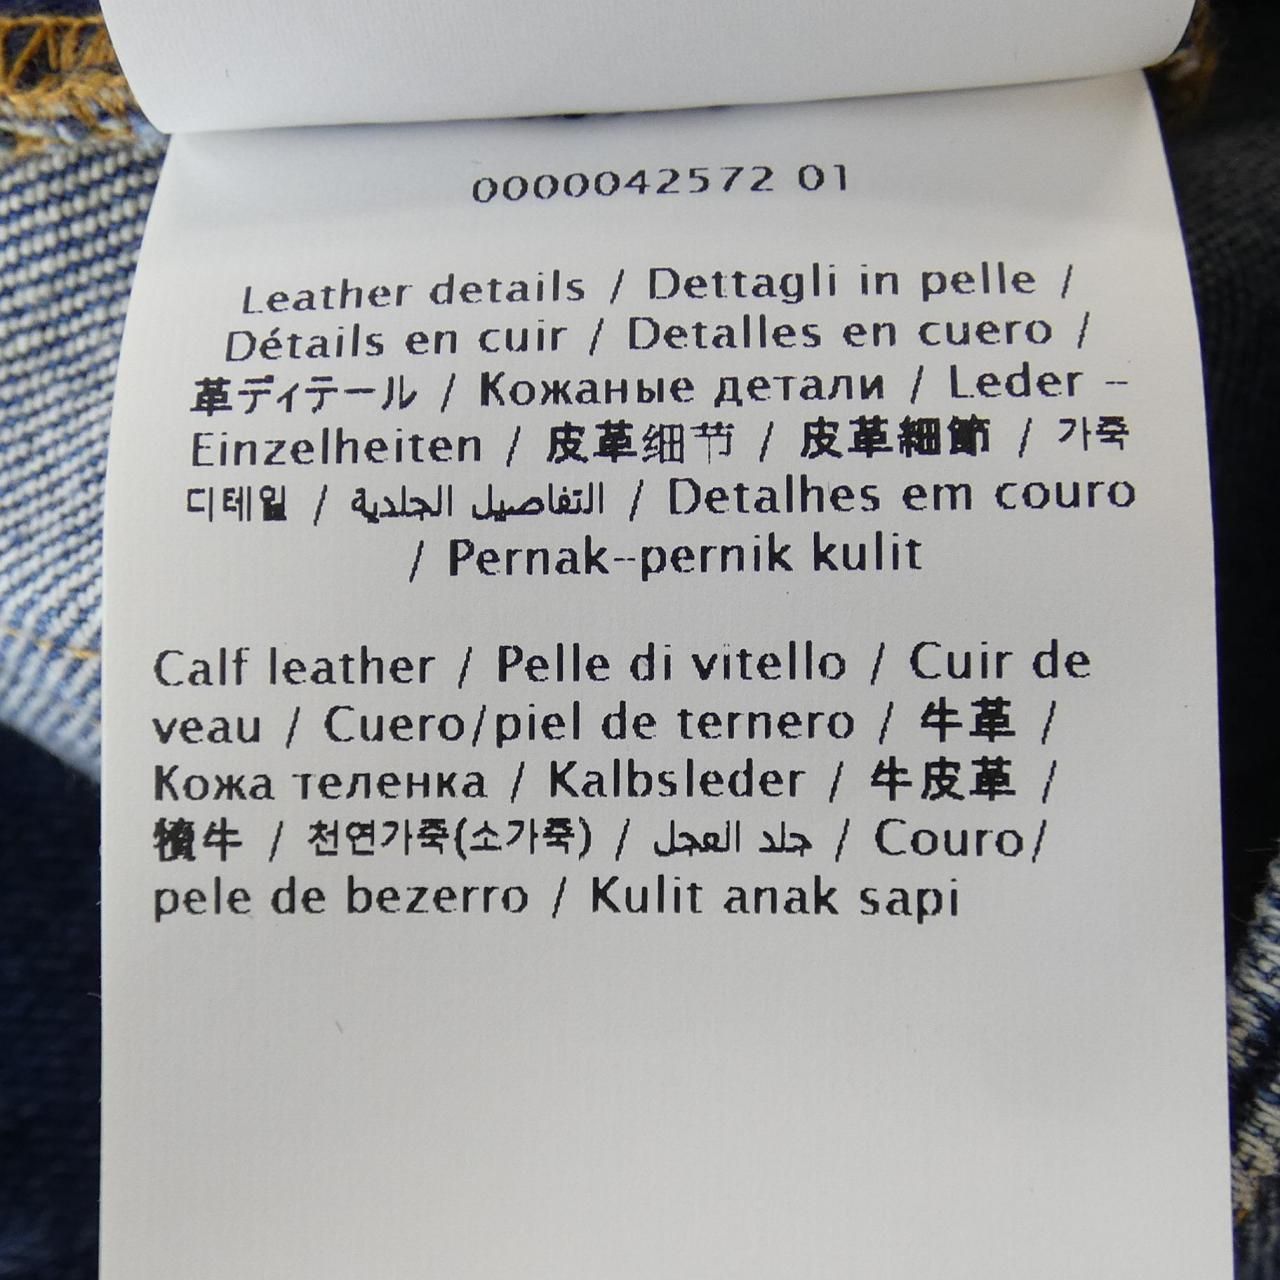 0000042572 01
Leather details / Dettagli in pelle /
Détails en cuir / Detalles en cuero /
革ディテール / Кожаные детали / Leder -
Einzelheiten / 皮革细节 / 皮革細節 / 가죽
디테일 / التفاصيل الجلدية / Detalhes em couro
/ Pernak-pernik kulit
Calf leather / Pelle di vitello / Cuir de
veau / Cuero/piel de ternero / 牛革 /
Кожа теленка / Kalbsleder / 牛皮革 /
犢牛 / 천연가죽(소가죽) / جلد العجل / Couro/
pele de bezerro / Kulit anak sapi